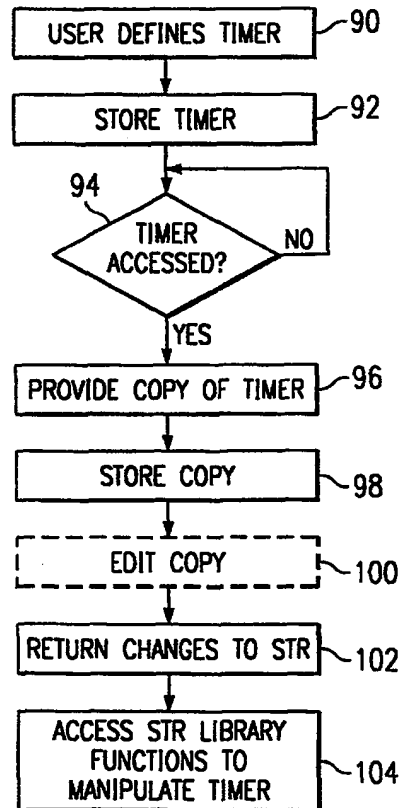 USER DEFINES TIMER
90
STORE TIMER
92
94
TIMER
ACCESSED?
NO
YES
PROVIDE COPY OF TIMER
96
STORE COPY
98
EDIT COPY
100
RETURN CHANGES TO STR
102
ACCESS STR LIBRARY
FUNCTIONS TO
MANIPULATE TIMER
104